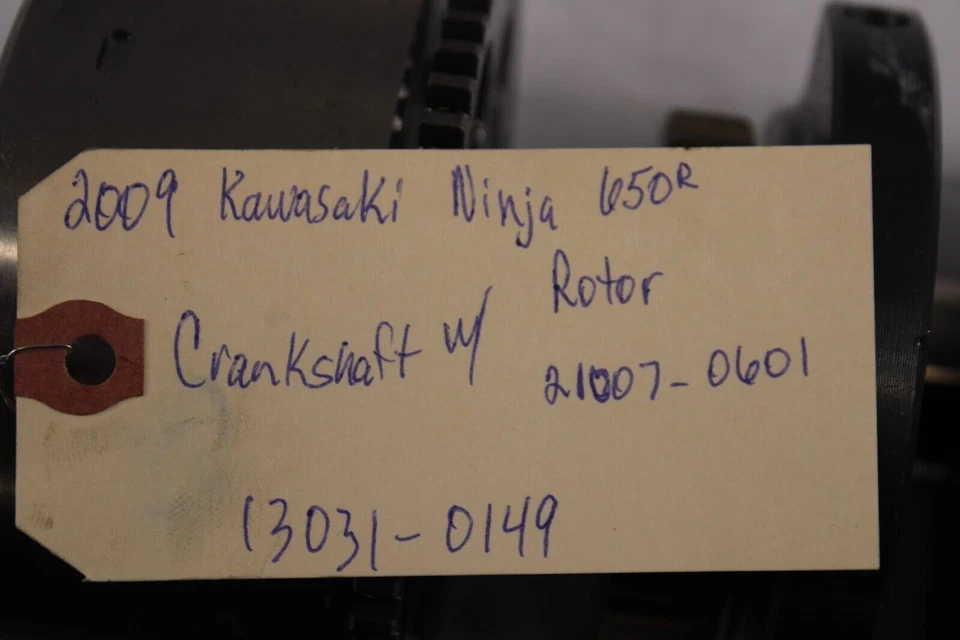 2009 Kawasaki Ninja 650R
Rotor
Crankshaft w/
21007-0601
13031-0149